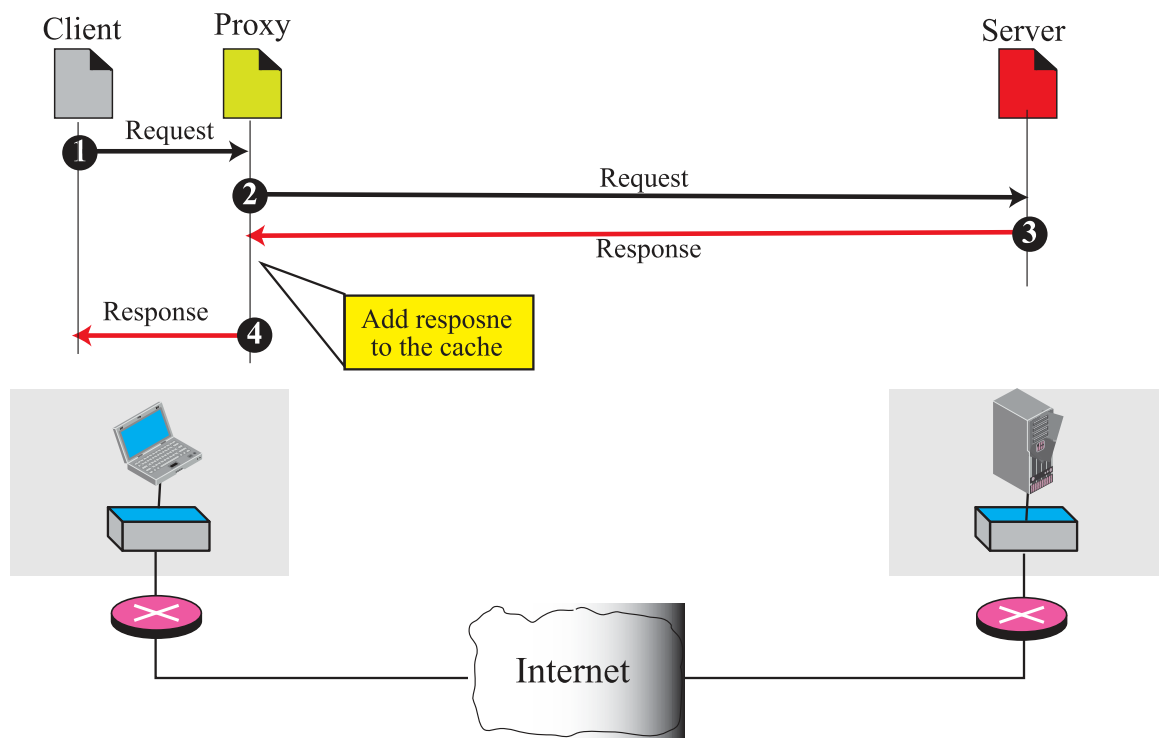 Client
Proxy
Server
1
Request
2
Request
Response
3
Response
4
Add resposne
to the cache
Internet